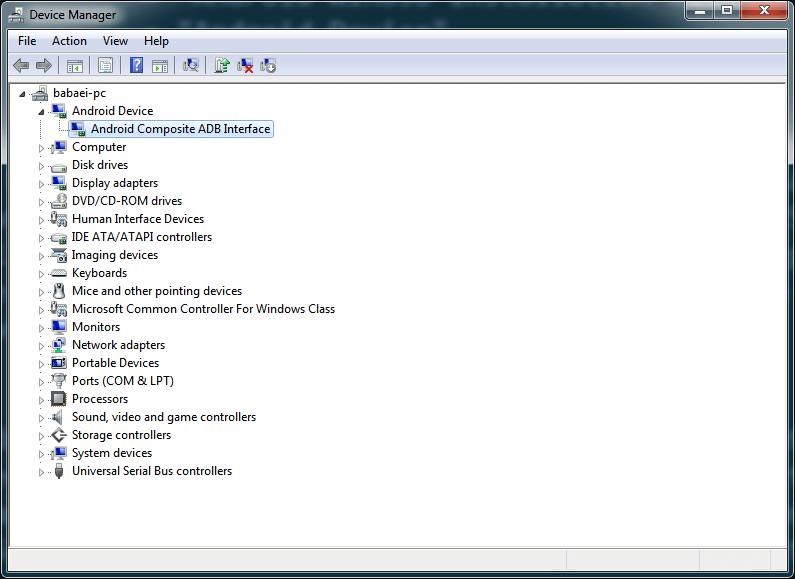 Device Manager
File Action View Help
babaei-pc
Android Device
Android Composite ADB Interface
Computer
Disk drives
Display adapters
DVD/CD-ROM drives
Human Interface Devices
IDE ATA/ATAPI controllers
Imaging devices
Keyboards
Mice and other pointing devices
Microsoft Common Controller For Windows Class
Monitors
Network adapters
Portable Devices
Ports (COM & LPT)
Processors
Sound, video and game controllers
Storage controllers
System devices
Universal Serial Bus controllers